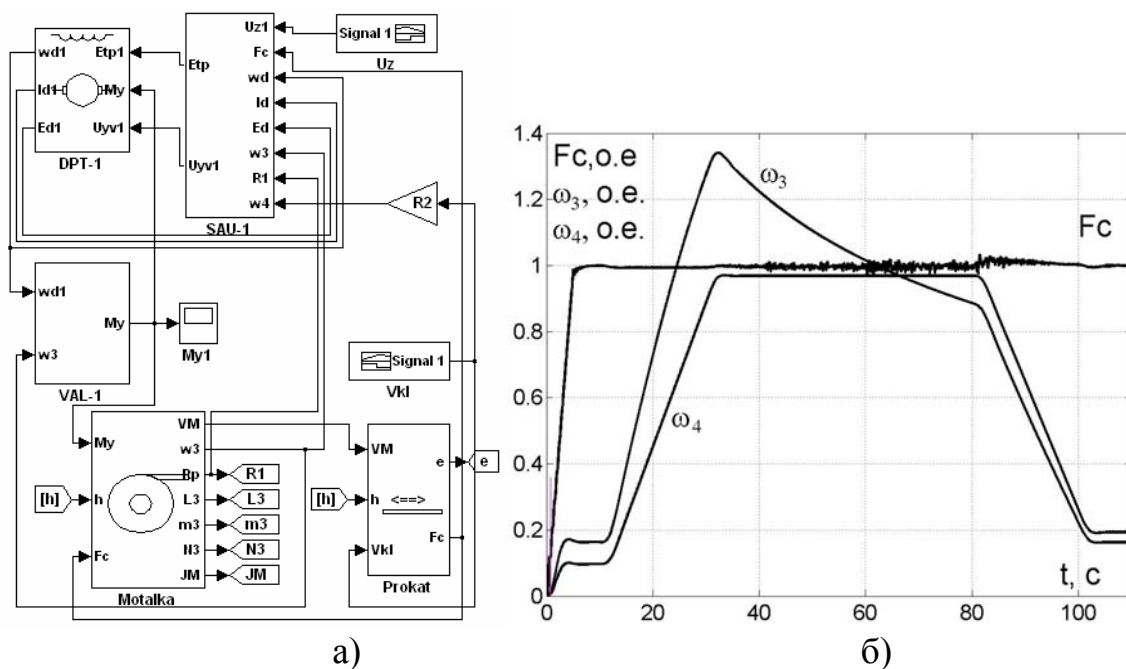 wd1
Id1
Ed1
Etp1
My
Uyv1
DPT-1
Etp
Uyv1
Uz1
Fc
wd
Id
Ed
w3
R1
w4
SAU-1
Signal 1
Uz
R2
wd1
w3
My
VAL-1
My1
Signal 1
Vkl
My
h
Fc
VM
w3
Bp
L3
m3
N3
JM
Motalka
[h]
R1
L3
m3
N3
JM
[h]
VM
h
Vkl
<==>
e
Fc
Prokat
e
а)
1.4
1.2
1
0.8
0.6
0.4
0.2
0
Fc,o.e
ω3, o.e.
ω4, o.e.
ω3
Fc
ω4
t, c
0
20
40
60
80
100
б)